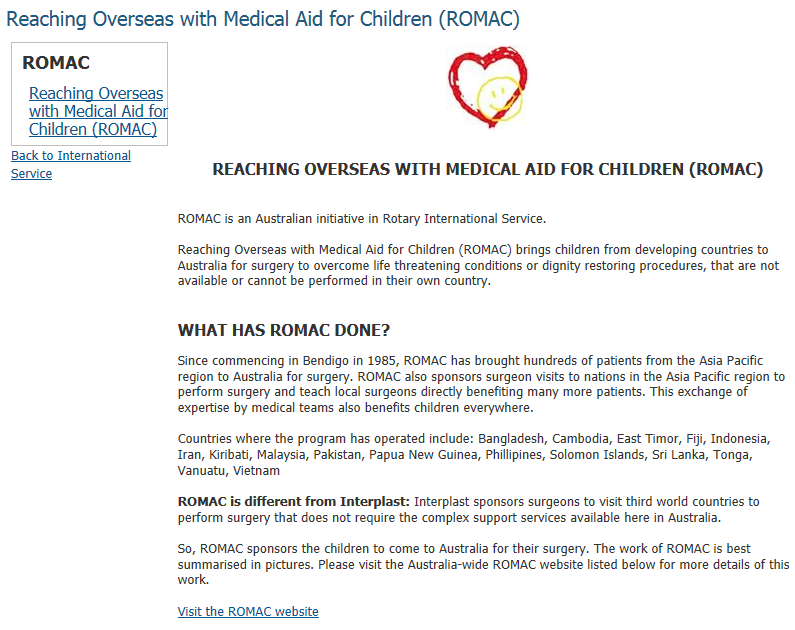 Reaching Overseas with Medical Aid for Children (ROMAC)
ROMAC
Reaching Overseas
with Medical Aid for
Children (ROMAC)
Back to International
Service
REACHING OVERSEAS WITH MEDICAL AID FOR CHILDREN (ROMAC)
ROMAC is an Australian initiative in Rotary International Service.
Reaching Overseas with Medical Aid for Children (ROMAC) brings children from developing countries to
Australia for surgery to overcome life threatening conditions or dignity restoring procedures, that are not
available or cannot be performed in their own country.
WHAT HAS ROMAC DONE?
Since commencing in Bendigo in 1985, ROMAC has brought hundreds of patients from the Asia Pacific
region to Australia for surgery. ROMAC also sponsors surgeon visits to nations in the Asia Pacific region to
perform surgery and teach local surgeons directly benefiting many more patients. This exchange of
expertise by medical teams also benefits children everywhere.
Countries where the program has operated include: Bangladesh, Cambodia, East Timor, Fiji, Indonesia,
Iran, Kiribati, Malaysia, Pakistan, Papua New Guinea, Phillipines, Solomon Islands, Sri Lanka, Tonga,
Vanuatu, Vietnam
ROMAC is different from Interplast: Interplast sponsors surgeons to visit third world countries to
perform surgery that does not require the complex support services available here in Australia.
So, ROMAC sponsors the children to come to Australia for their surgery. The work of ROMAC is best
summarised in pictures. Please visit the Australia-wide ROMAC website listed below for more details of this
work.
Visit the ROMAC website